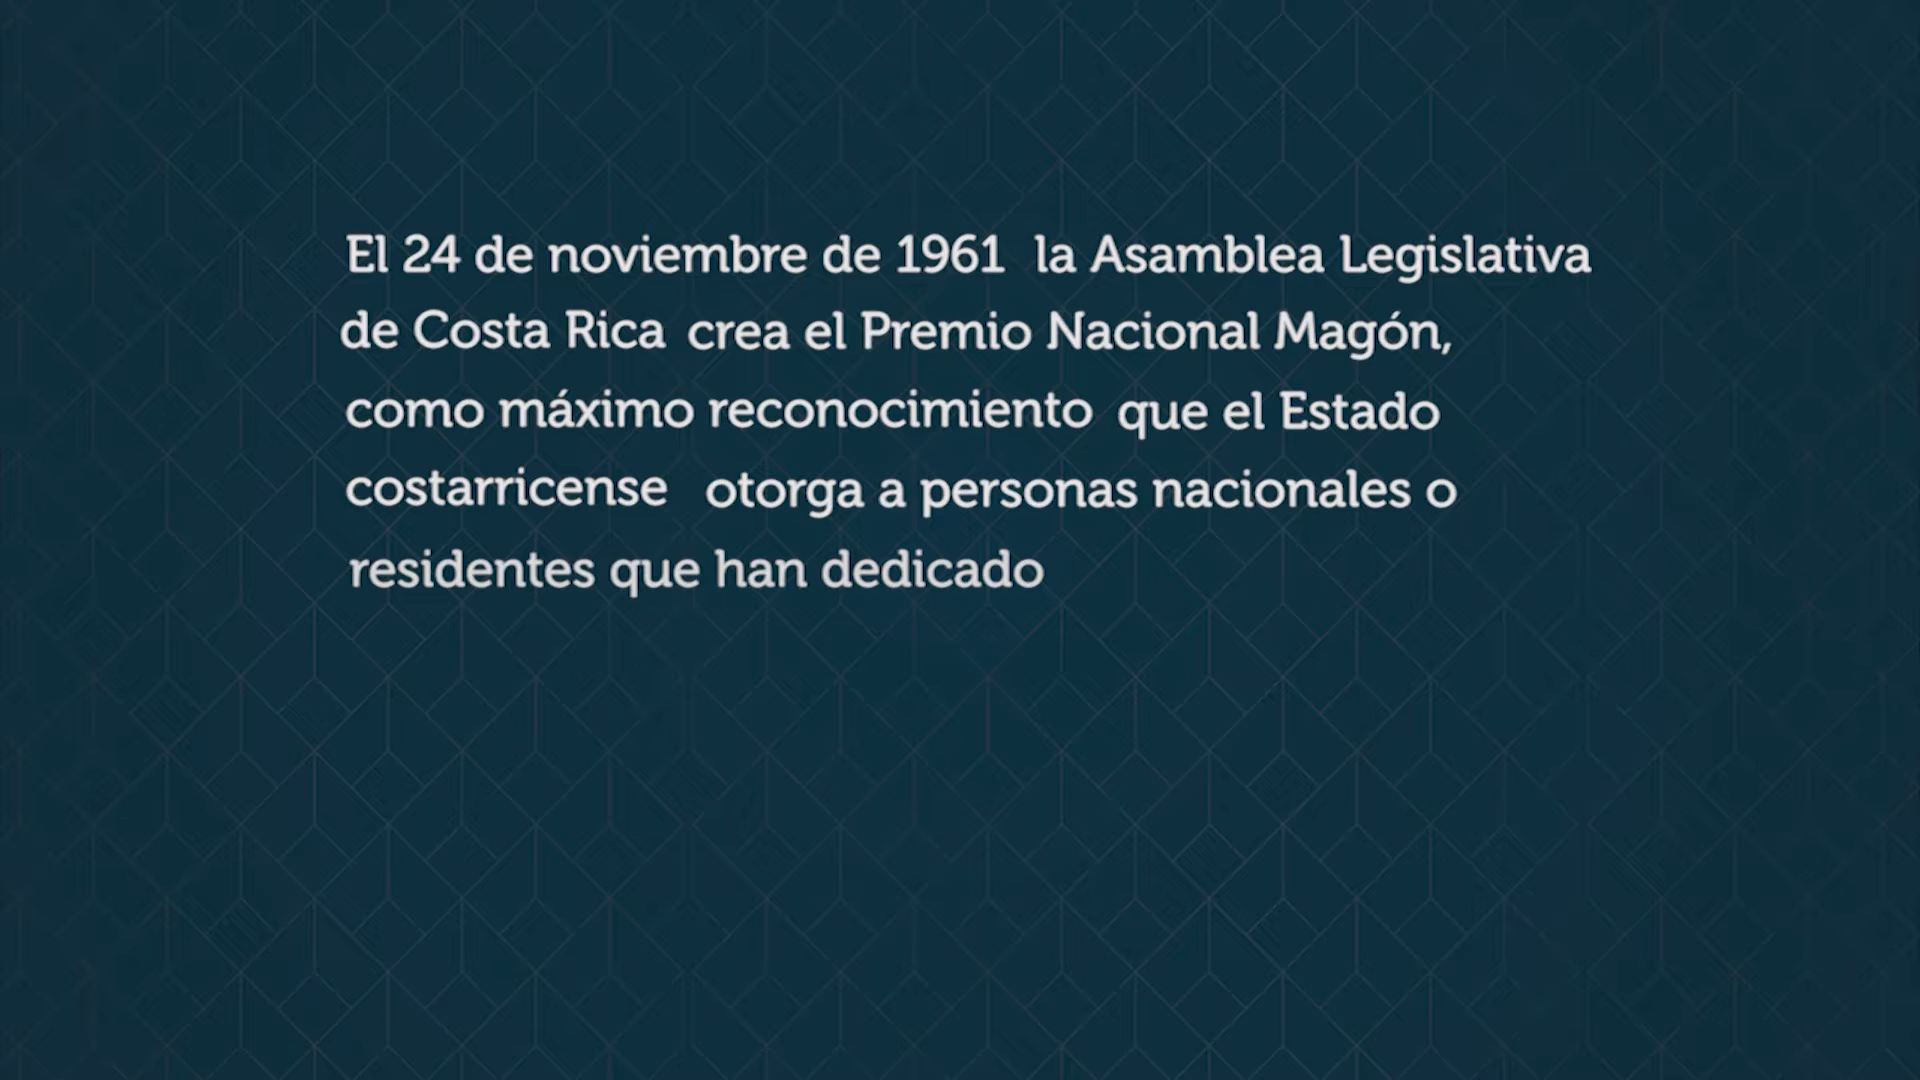 El 24 de noviembre de 1961 la Asamblea Legislativa
de Costa Rica crea el Premio Nacional Magón,
como máximo reconocimiento que el Estado
costarricense otorga a personas nacionales o
residentes que han dedicado